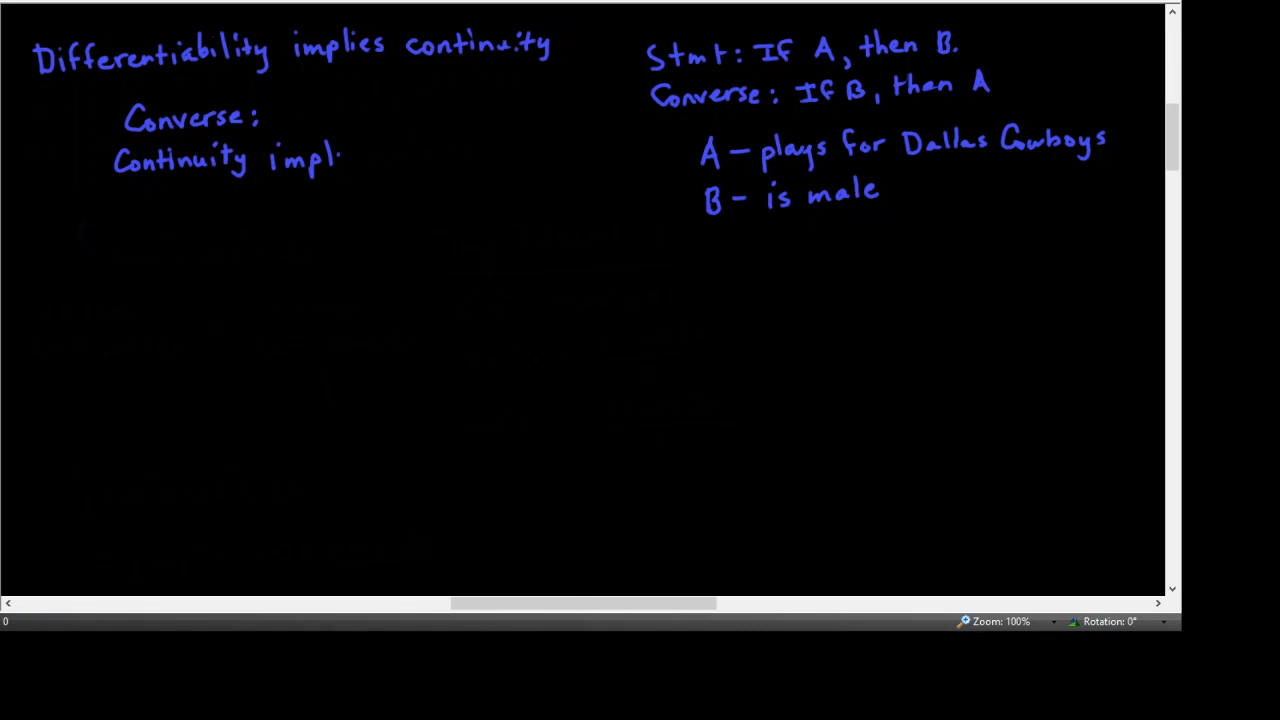 Differentiability implies continuity
Converse:
Continuity impl
Stmt: If A, then B.
Converse: If B, then A
A - plays for Dallas Cowboys
B - is male
0
Zoom: 100%
Rotation: 0°